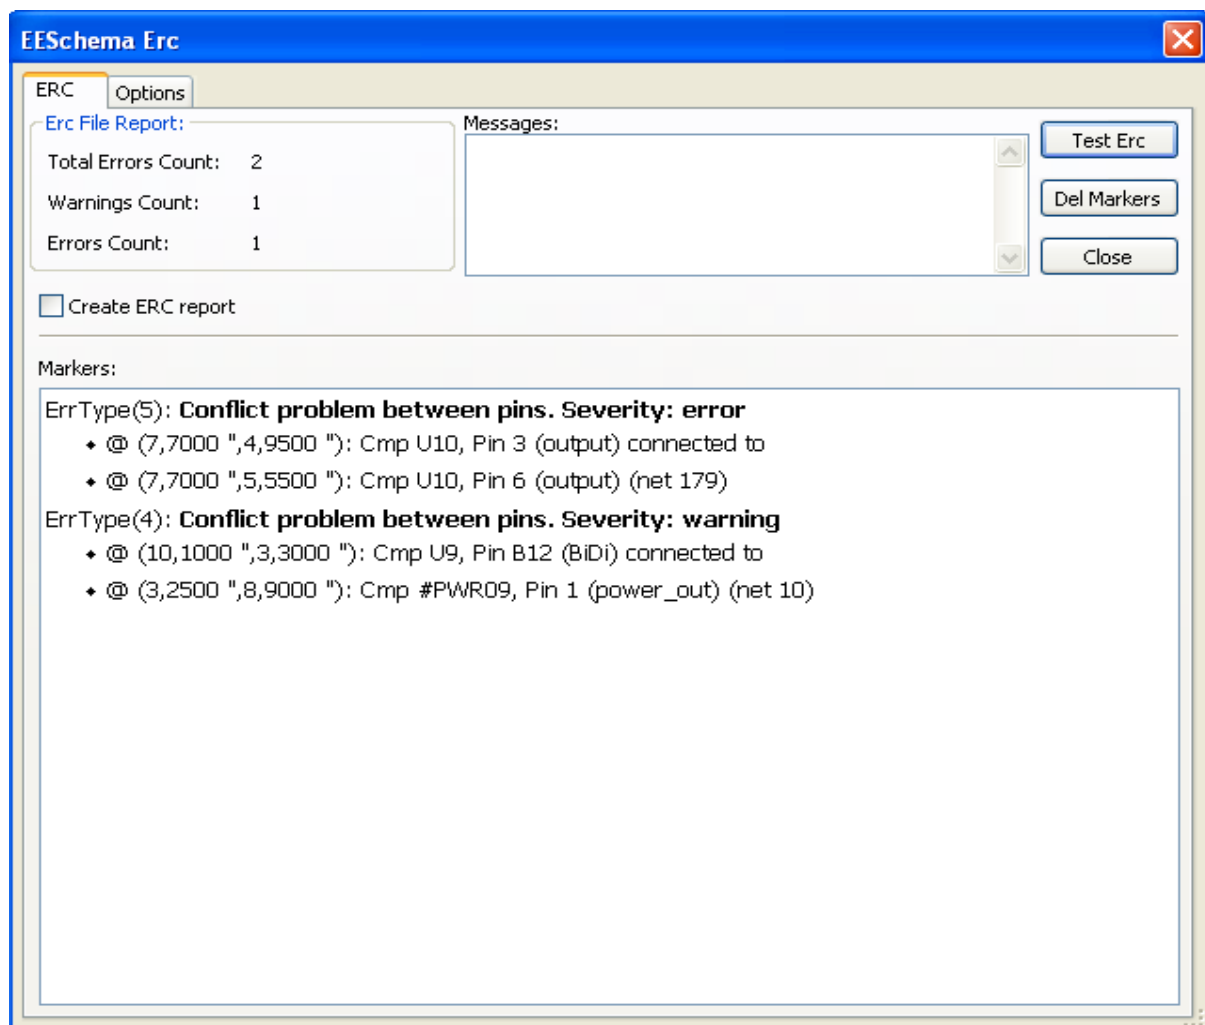 EESchema Erc
ERC
Options
Erc File Report:
Total Errors Count: 2
Warnings Count: 1
Errors Count: 1
Messages:
Test Erc
Del Markers
Close
Create ERC report
Markers:
ErrType(5): Conflict problem between pins. Severity: error
@ (7,7000 ",4,9500 "): Cmp U10, Pin 3 (output) connected to
@ (7,7000 ",5,5500 "): Cmp U10, Pin 6 (output) (net 179)
ErrType(4): Conflict problem between pins. Severity: warning
@ (10,1000 ",3,3000 "): Cmp U9, Pin B12 (BiDi) connected to
@ (3,2500 ",8,9000 "): Cmp #PWR09, Pin 1 (power_out) (net 10)